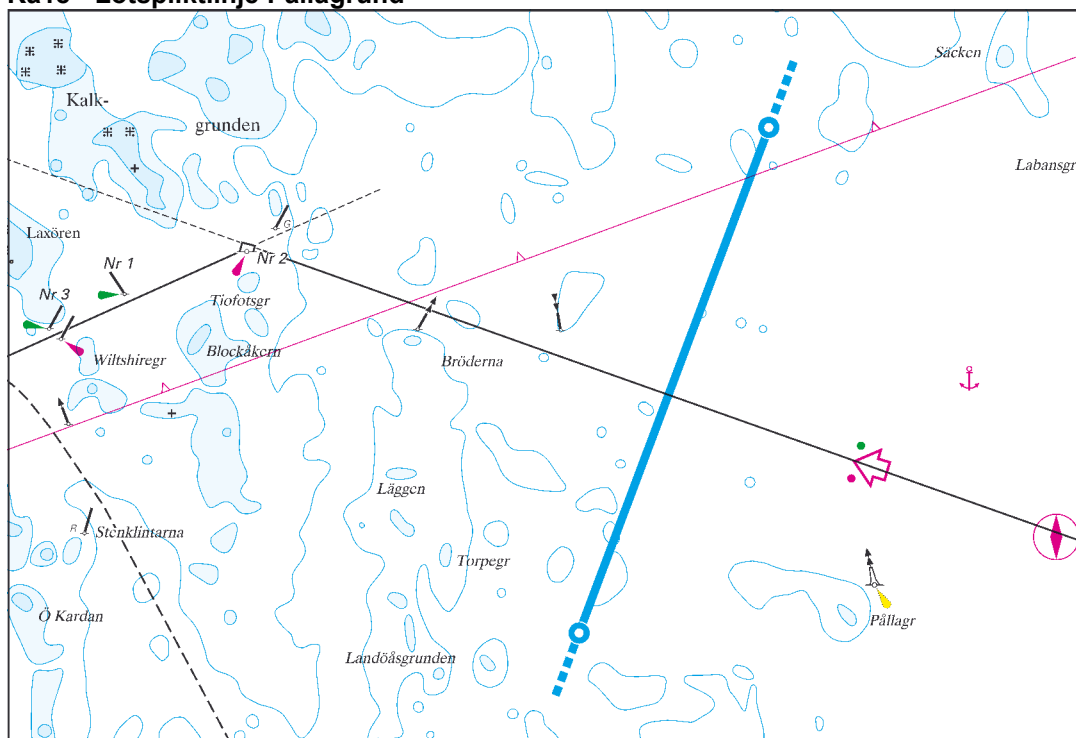 Säcken
Kalk-
grunden
Labansgr
G
Laxören
Nr 2
Nr 1
Nr 3
Tiofotsgr
Blockåkern
Wiltshiregr
Bröderna
Läggen
R
Stenklintarna
Torpegr
Ö Kardan
Pållagr
Landöåsgrunden